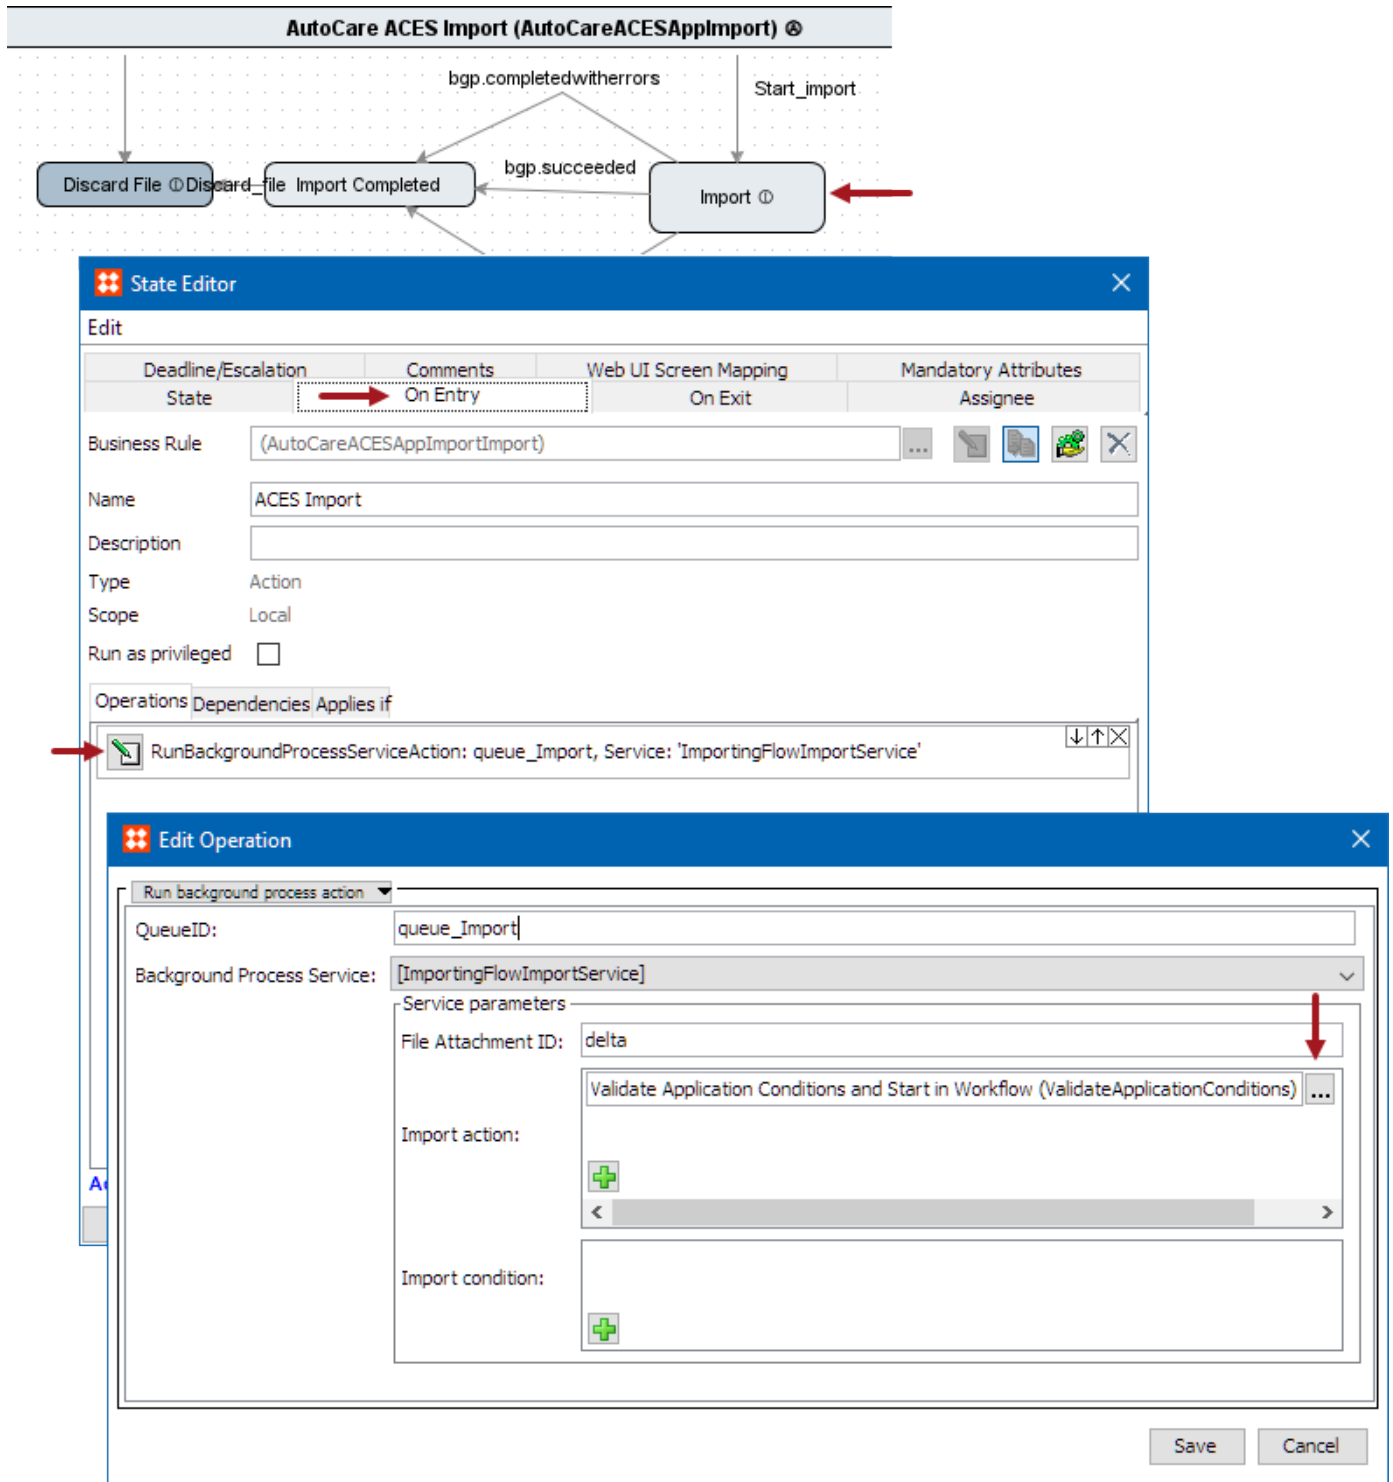 AutoCare ACES Import (AutoCareACESAppImport)
bgp.completedwitherrors
Start_import
bgp.succeeded
Discard File
Discard_file
Import Completed
Import
State Editor
Edit
Deadline/Escalation Comments Web UI Screen Mapping Mandatory Attributes
State On Entry On Exit Assignee
Business Rule (AutoCareACESAppImportImport) ...
Name ACES Import
Description
Type Action
Scope Local
Run as privileged
Operations Dependencies Applies if
RunBackgroundProcessServiceAction: queue_Import, Service: 'ImportingFlowImportService'
Edit Operation
Run background process action
QueueID: queue_Import
Background Process Service: [ImportingFlowImportService]
Service parameters
File Attachment ID: delta
Validate Application Conditions and Start in Workflow (ValidateApplicationConditions) ...
Import action:
Import condition:
Save Cancel